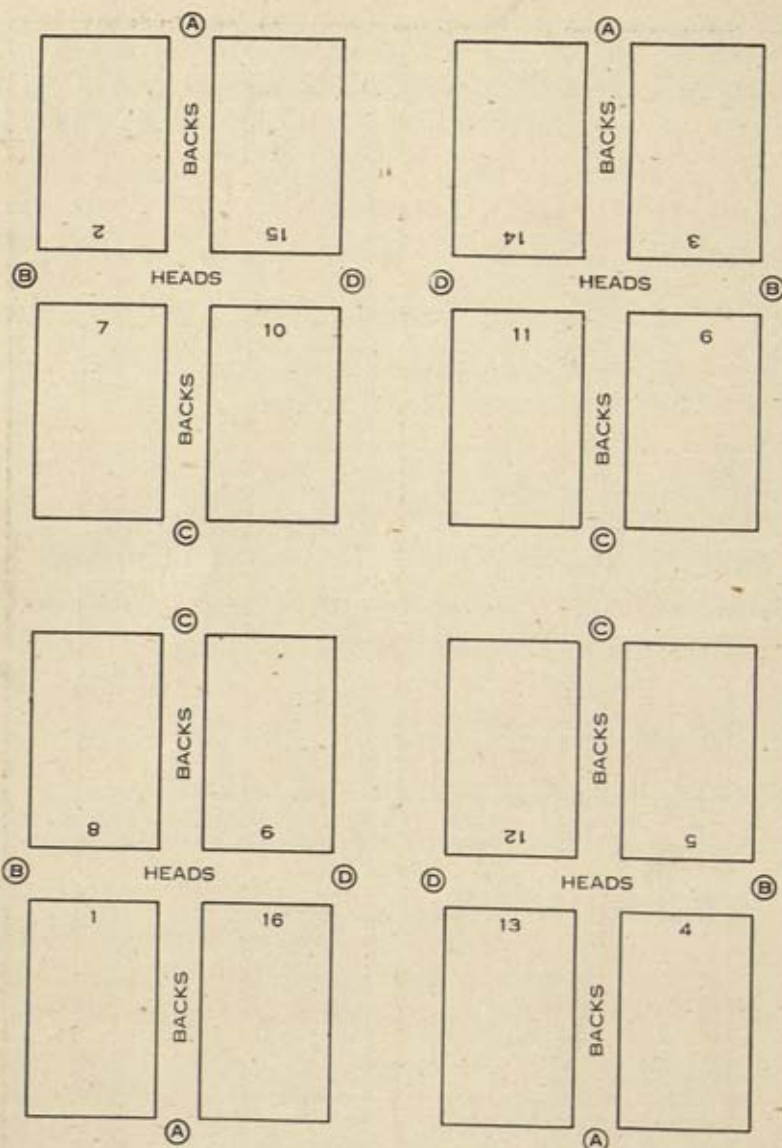 Ⓐ Ⓐ
BACKS BACKS
2 15 14 3
Ⓑ HEADS Ⓓ Ⓓ HEADS Ⓑ
7 10 11 6
BACKS BACKS
Ⓒ Ⓒ
Ⓒ Ⓒ
BACKS BACKS
8 9 12 5
Ⓑ HEADS Ⓓ Ⓓ HEADS Ⓑ
1 16 13 4
BACKS BACKS
Ⓐ Ⓐ